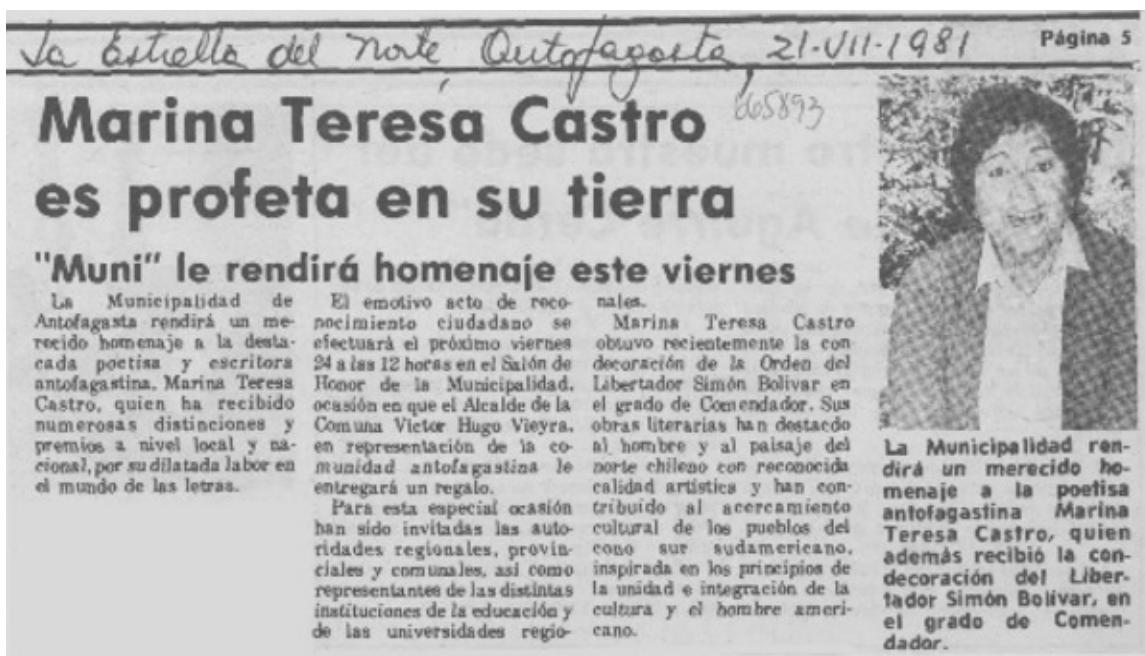 La Estrella del Norte, Antofagasta, 21-VII-1981
Página 5
665893
Marina Teresa Castro
es profeta en su tierra
"Muni" le rendirá homenaje este viernes
La Municipalidad de
Antofagasta rendirá un me-
recido homenaje a la desta-
cada poetisa y escritora
antofagastina, Marina Teresa
Castro, quien ha recibido
numerosas distinciones y
premios a nivel local y na-
cional, por su dilatada labor en
el mundo de las letras.
El emotivo acto de reco-
nocimiento ciudadano se
efectuará el próximo viernes
24 a las 12 horas en el Salón de
Honor de la Municipalidad,
ocasión en que el Alcalde de la
Comuna Víctor Hugo Vieyra,
en representación de la co-
munidad antofagastina le
entregará un regalo.
Para esta especial ocasión
han sido invitadas las auto-
ridades regionales, provin-
ciales y comunales, así como
representantes de las distintas
instituciones de la educación y
de las universidades regio-
nales.
Marina Teresa Castro
obtuvo recientemente la con-
decoración de la Orden del
Libertador Simón Bolívar en
el grado de Comendador. Sus
obras literarias han destacdo
al hombre y al paisaje del
norte chileno con reconocida
calidad artística y han con-
tribuído al acercamiento
cultural de los pueblos del
cono sur sudamericano,
inspirada en los principios de
la unidad e integración de la
cultura y el hombre ameri-
cano.
La Municipalidad ren-
dirá un merecido ho-
menaje a la poetisa
antofagastina Marina
Teresa Castro, quien
además recibió la con-
decoración del Liber-
tador Simón Bolívar, en
el grado de Comen-
dador.